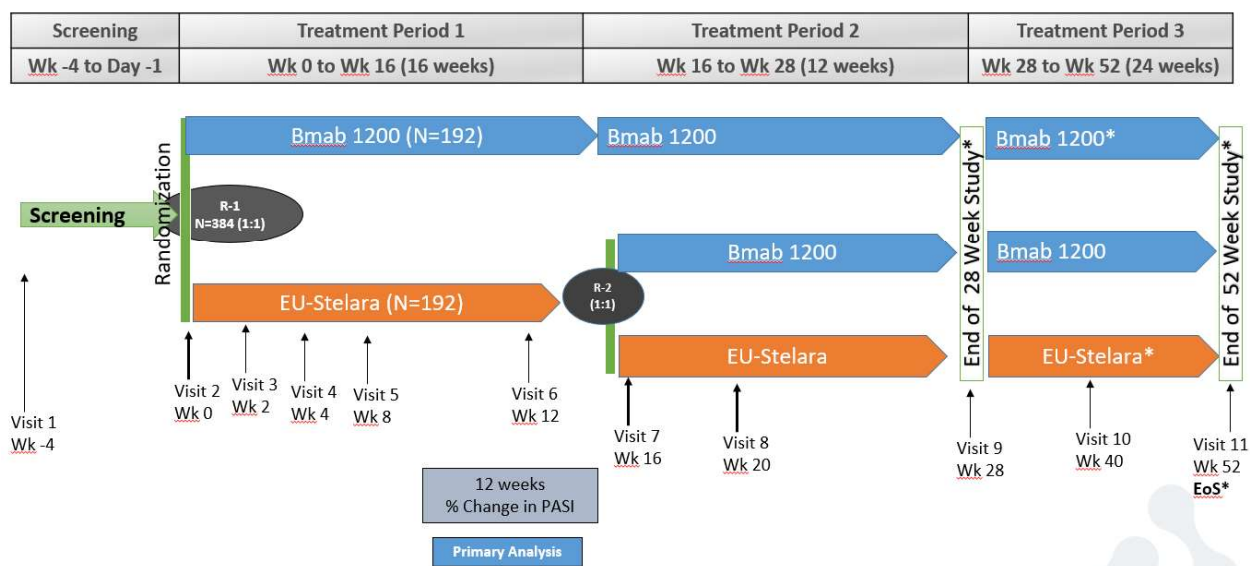 Screening Treatment Period 1 Treatment Period 2 Treatment Period 3
Wk -4 to Day -1 Wk 0 to Wk 16 (16 weeks) Wk 16 to Wk 28 (12 weeks) Wk 28 to Wk 52 (24 weeks)
Bmab 1200 (N=192)
Bmab 1200
Bmab 1200*
Randomization
Screening
R-1
N=384 (1:1)
Bmab 1200
Bmab 1200
R-2
(1:1)
EU-Stelara (N=192)
EU-Stelara
EU-Stelara*
End of 28 Week Study*
End of 52 Week Study*
Visit 1
Wk -4
Visit 2
Wk 0
Visit 3
Wk 2
Visit 4
Wk 4
Visit 5
Wk 8
Visit 6
Wk 12
Visit 7
Wk 16
Visit 8
Wk 20
Visit 9
Wk 28
Visit 10
Wk 40
Visit 11
Wk 52
EoS*
12 weeks
% Change in PASI
Primary Analysis